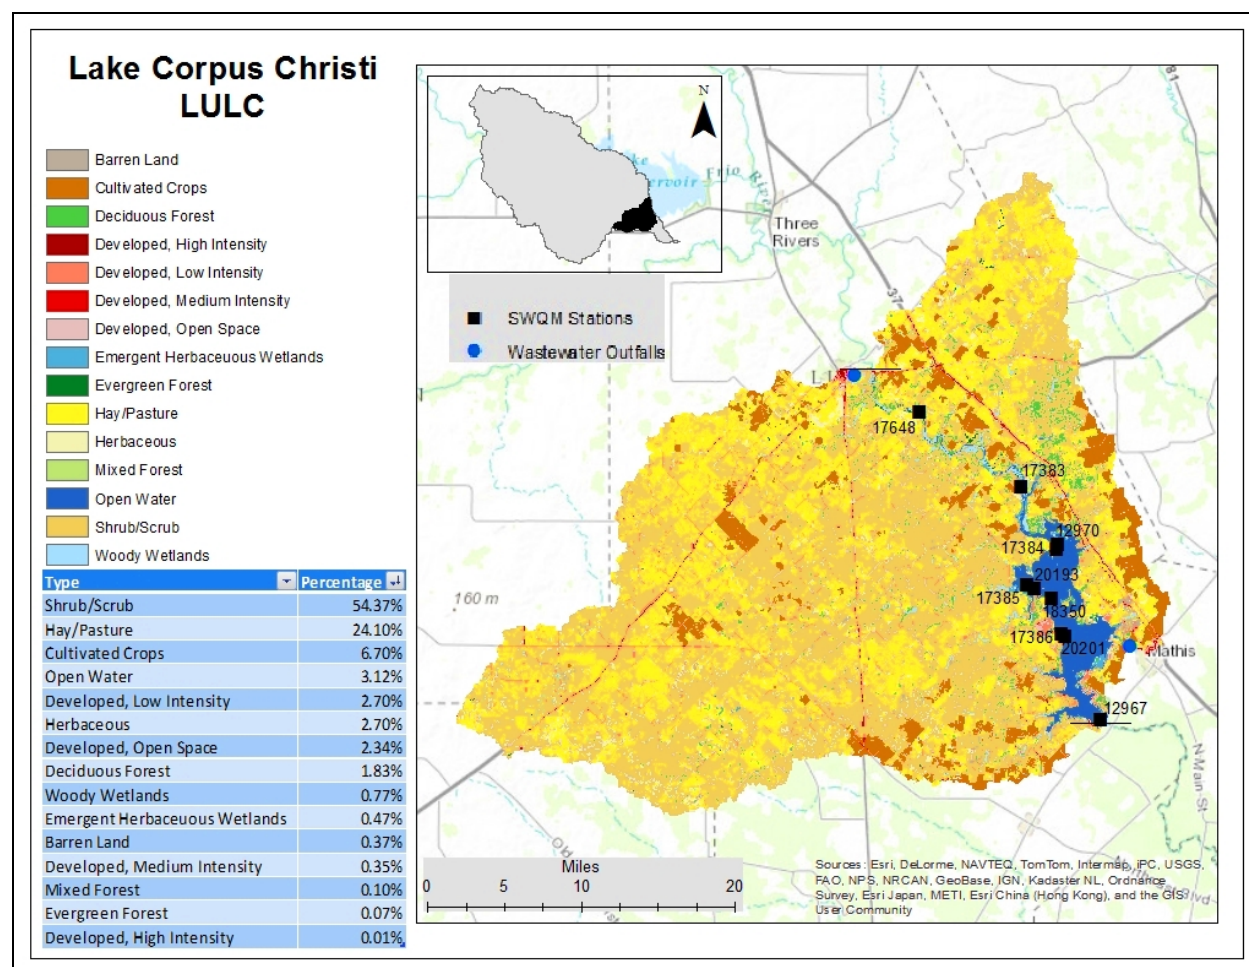 Lake Corpus Christi
LULC
Barren Land
Cultivated Crops
Deciduous Forest
Developed, High Intensity
Developed, Low Intensity
Developed, Medium Intensity
Developed, Open Space
Emergent Herbaceuous Wetlands
Evergreen Forest
Hay/Pasture
Herbaceous
Mixed Forest
Open Water
Shrub/Scrub
Woody Wetlands
Type Percentage
Shrub/Scrub 54.37%
Hay/Pasture 24.10%
Cultivated Crops 6.70%
Open Water 3.12%
Developed, Low Intensity 2.70%
Herbaceous 2.70%
Developed, Open Space 2.34%
Deciduous Forest 1.83%
Woody Wetlands 0.77%
Emergent Herbaceuous Wetlands 0.47%
Barren Land 0.37%
Developed, Medium Intensity 0.35%
Mixed Forest 0.10%
Evergreen Forest 0.07%
Developed, High Intensity 0.01%
N
Frio River
SWQM Stations
Wastewater Outfalls
Three
Rivers
81
37
17648
17383
12970
17384
20193
17385
18350
17386
20201
Mathis
12967
160 m
N Main St
Miles
0 5 10 20
Sources: Esri, DeLorme, NAVTEQ, TomTom, Intermap, iPC, USGS,
FAO, NPS, NRCAN, GeoBase, IGN, Kadaster NL, Ordnance
Survey, Esri Japan, METI, Esri China (Hong Kong), and the GIS
User Community